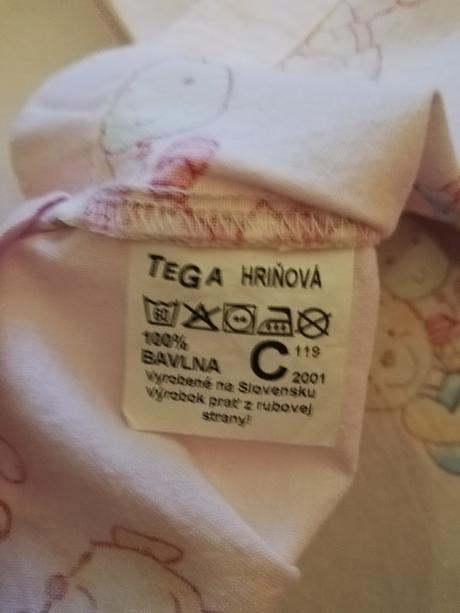 TEGA HRIŇOVÁ
60
100% C 119
BAVLNA 2001
Vyrobené na Slovensku
Výrobok prať z rubovej
strany!